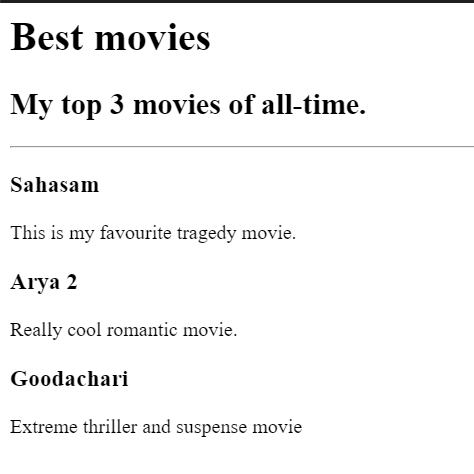 Best movies
My top 3 movies of all-time.
Sahasam
This is my favourite tragedy movie.
Arya 2
Really cool romantic movie.
Goodachari
Extreme thriller and suspense movie